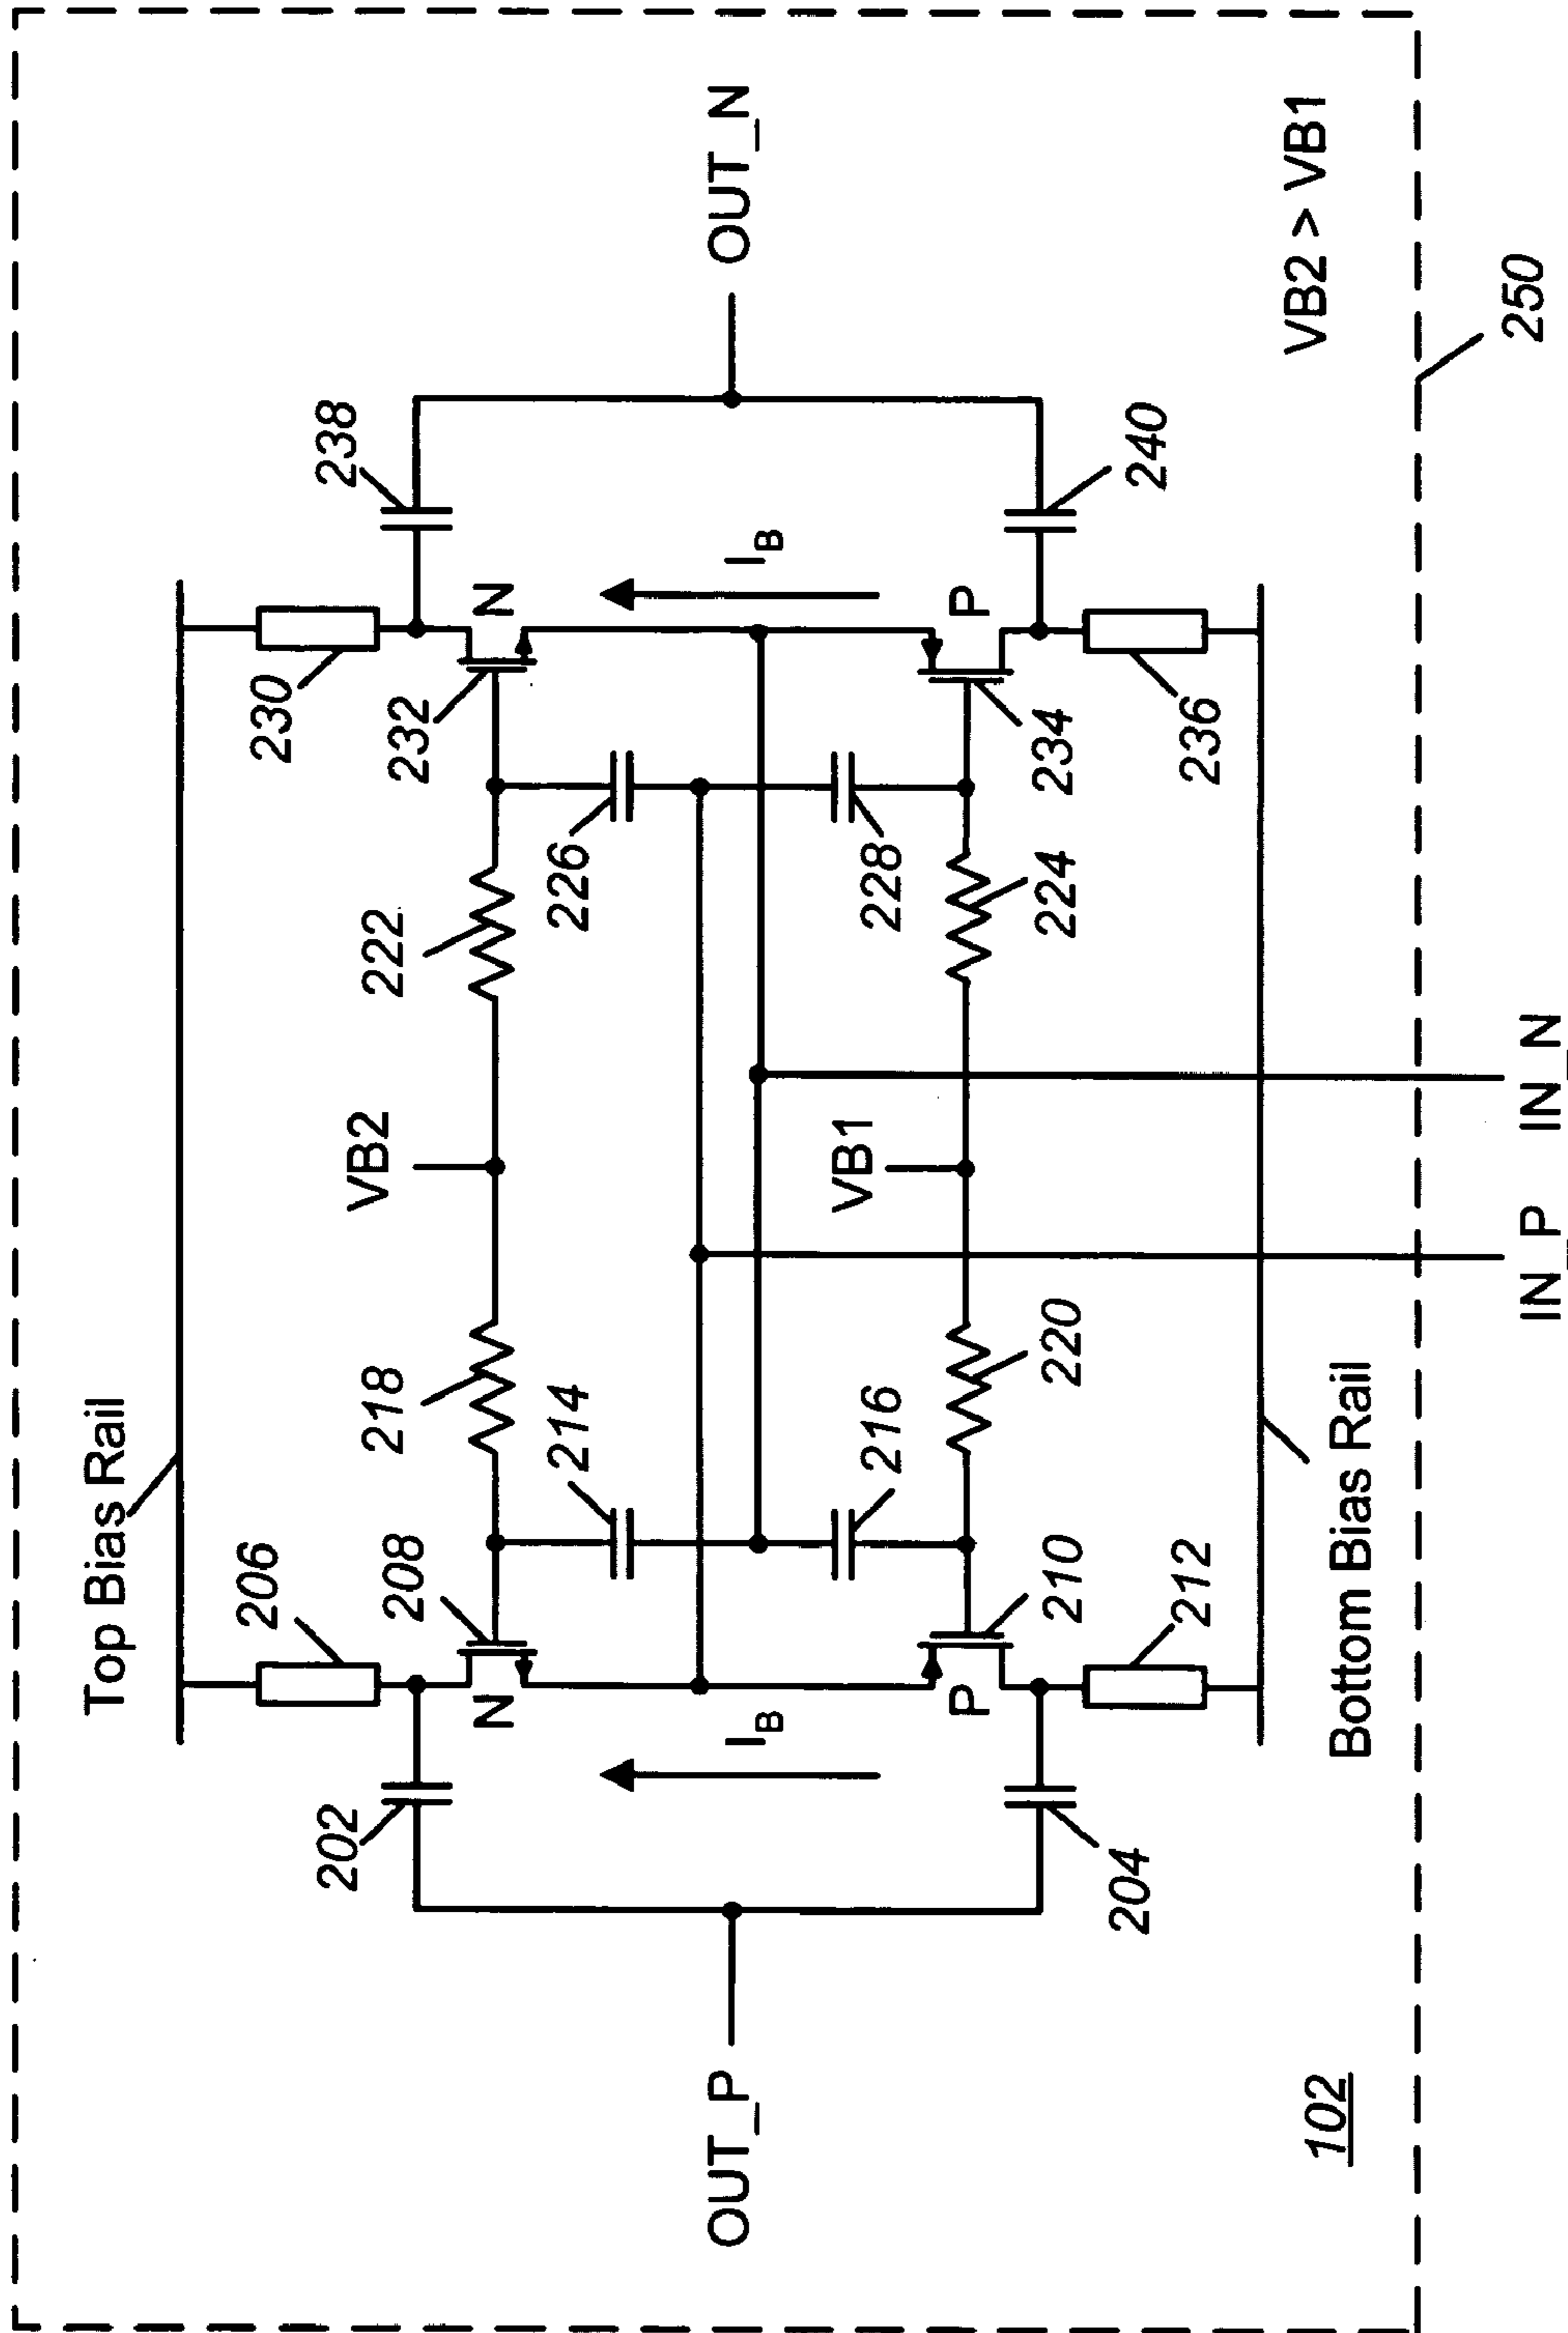 Top Bias Rail
206
230
202
238
208
218
VB2
222
232
N
N
214
226
OUT_P
I_B
I_B
OUT_N
216
VB1
228
P
P
210
220
224
234
204
212
236
240
102
Bottom Bias Rail
VB2 > VB1
IN_P
IN_N
250